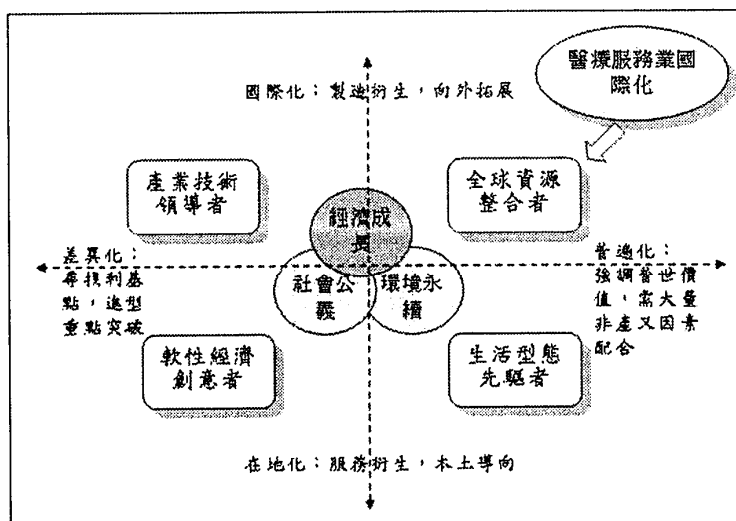 醫療服務業國
際化
國際化：製造衍生，向外拓展
產業技術
領導者
全球資源
整合者
經濟成
長
差異化：
尋找利基
點，進型
重點突破
社會公
義
環境永
續
普遍化：
強調普世價
值，需大量
非產叉因素
配合
軟性經濟
創意者
生活型態
先驅者
在地化：服務衍生，本土導向